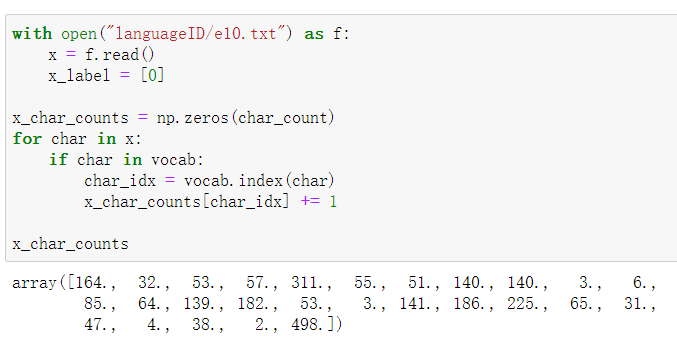 with open("languageID/e10.txt") as f:
    x = f.read()
    x_label = [0]

x_char_counts = np.zeros(char_count)
for char in x:
    if char in vocab:
        char_idx = vocab.index(char)
        x_char_counts[char_idx] += 1

x_char_counts
array([164.,  32.,  53.,  57., 311.,  55.,  51., 140., 140.,   3.,   6.,
        85.,  64., 139., 182.,  53.,   3., 141., 186., 225.,  65.,  31.,
        47.,   4.,  38.,   2., 498.])